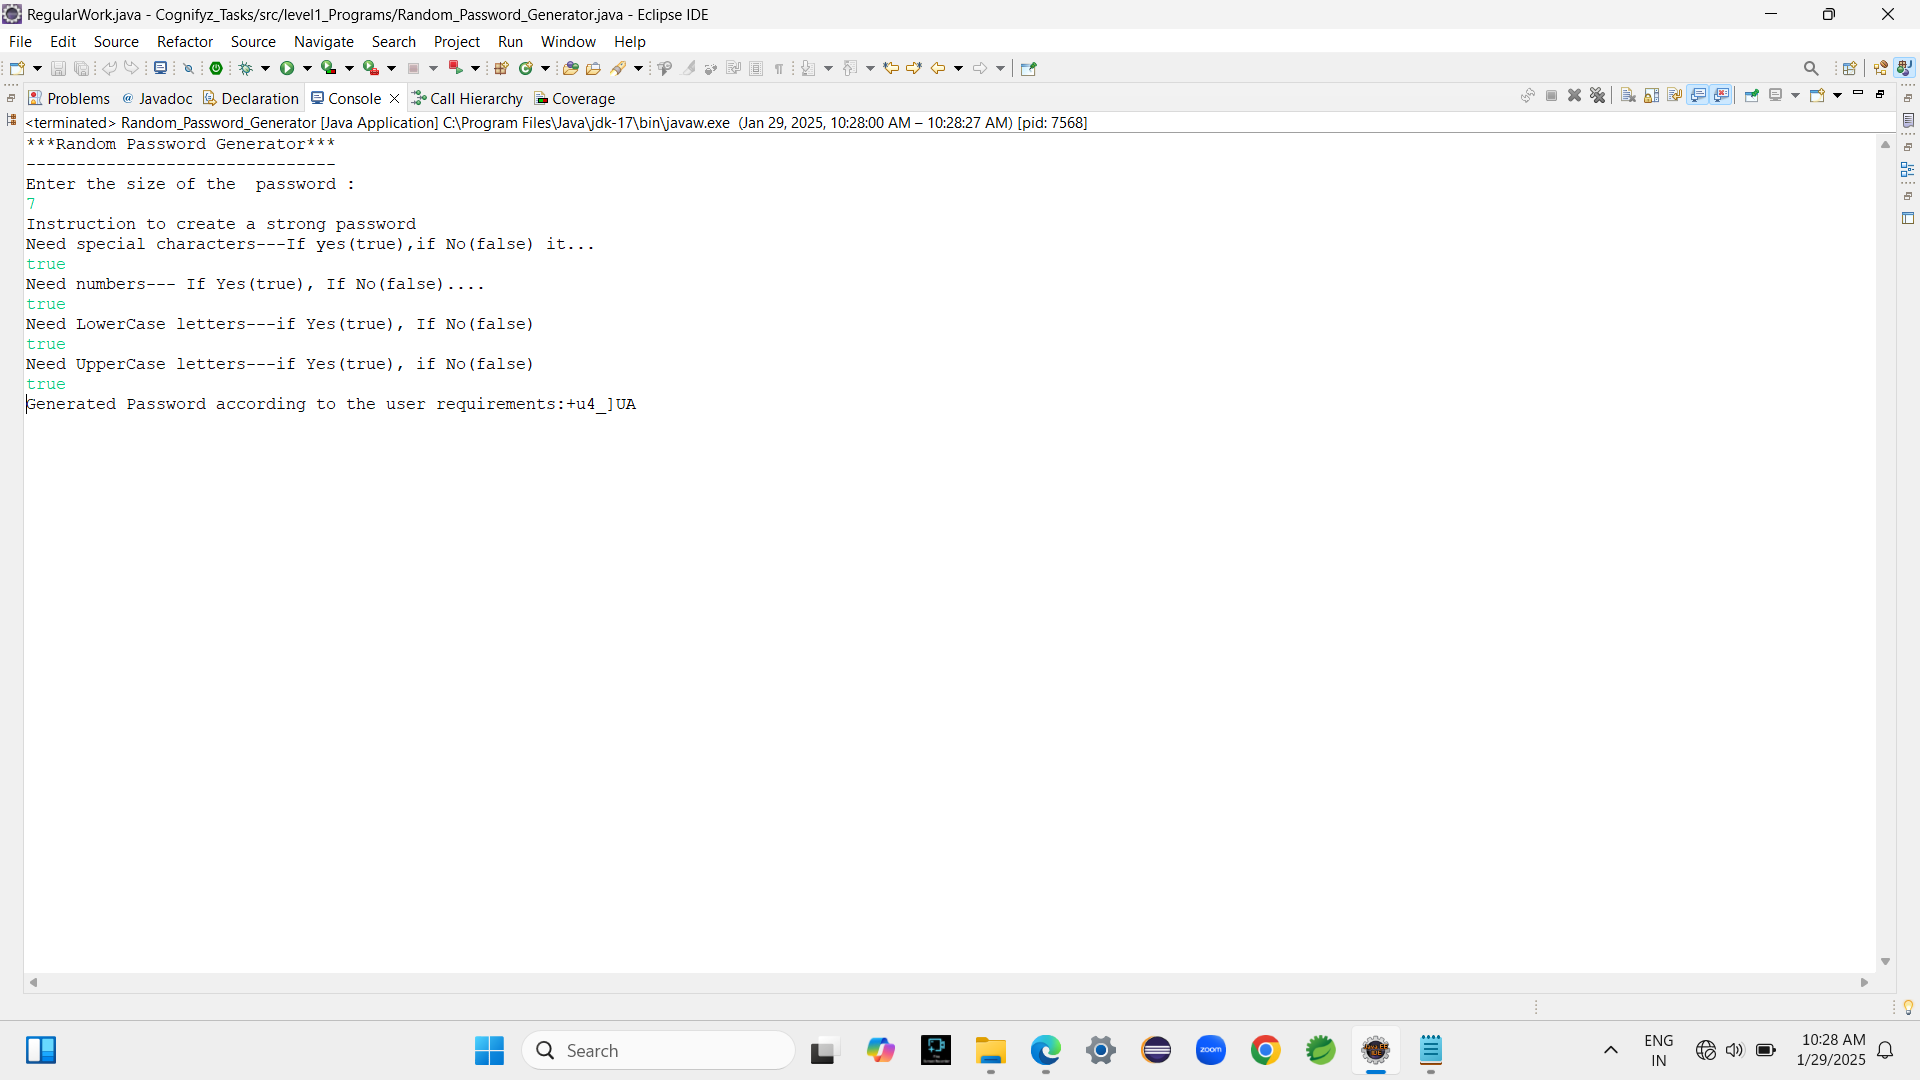 RegularWork.java - Cognifyz_Tasks/src/level1_Programs/Random_Password_Generator.java - Eclipse IDE
File Edit Source Refactor Source Navigate Search Project Run Window Help
Problems @ Javadoc Declaration Console Call Hierarchy Coverage
<terminated> Random_Password_Generator [Java Application] C:\Program Files\Java\jdk-17\bin\javaw.exe (Jan 29, 2025, 10:28:00 AM – 10:28:27 AM) [pid: 7568]
***Random Password Generator***
-------------------------------
Enter the size of the  password :
7
Instruction to create a strong password
Need special characters---If yes(true),if No(false) it...
true
Need numbers--- If Yes(true), If No(false)....
true
Need LowerCase letters---if Yes(true), If No(false)
true
Need UpperCase letters---if Yes(true), if No(false)
true
Generated Password according to the user requirements:+u4_]UA
Search
zoom
ENG
IN
10:28 AM
1/29/2025